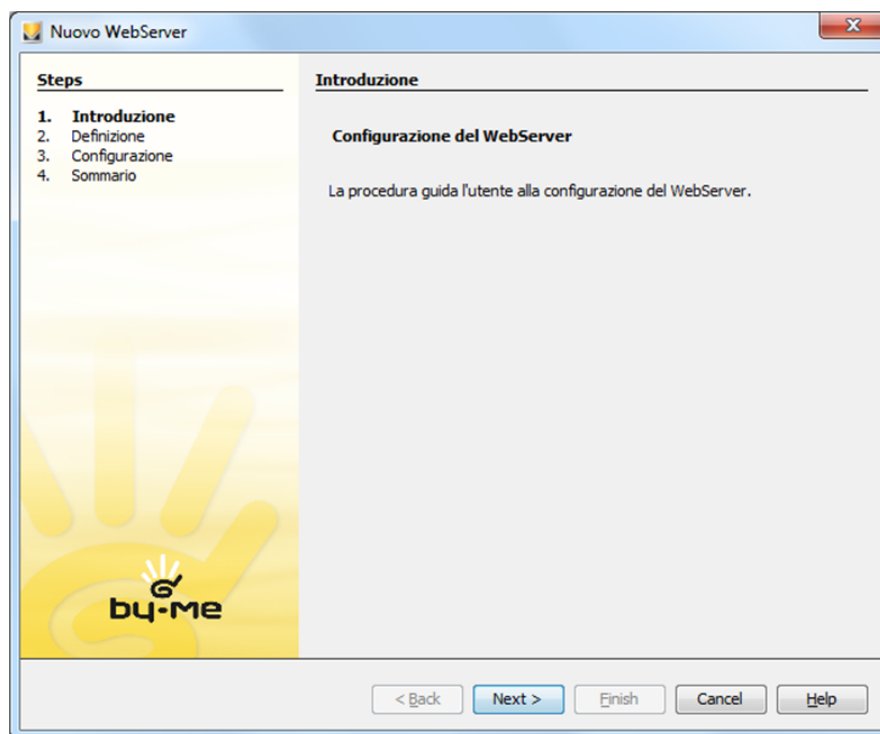 Nuovo WebServer
Steps
1. Introduzione
2. Definizione
3. Configurazione
4. Sommario
by-me
Introduzione
Configurazione del WebServer
La procedura guida l'utente alla configurazione del WebServer.
< Back
Next >
Finish
Cancel
Help